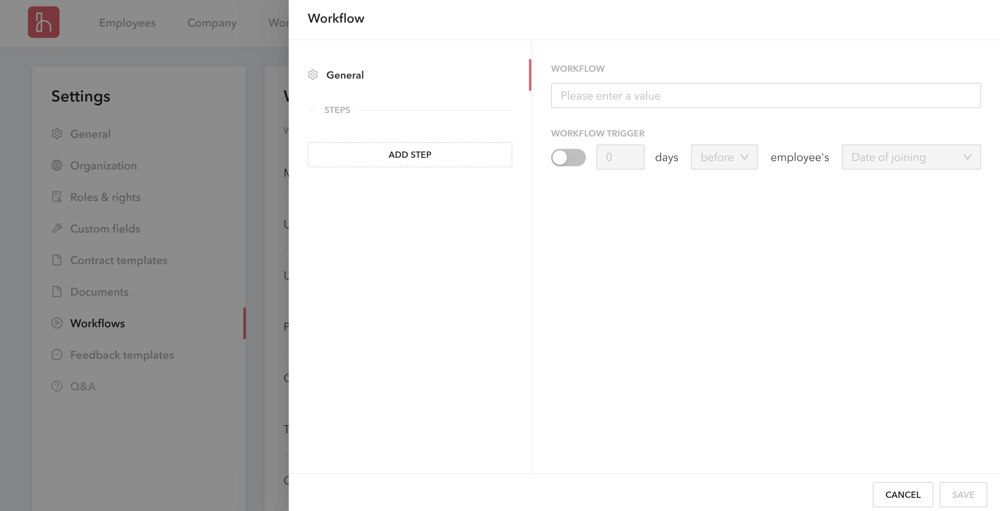 Employees
Company
Workflow
Settings
General
Organization
Roles & rights
Custom fields
Contract templates
Documents
Workflows
Feedback templates
Q&A
General
STEPS
ADD STEP
WORKFLOW
Please enter a value
WORKFLOW TRIGGER
0 days before employee's Date of joining
CANCEL SAVE